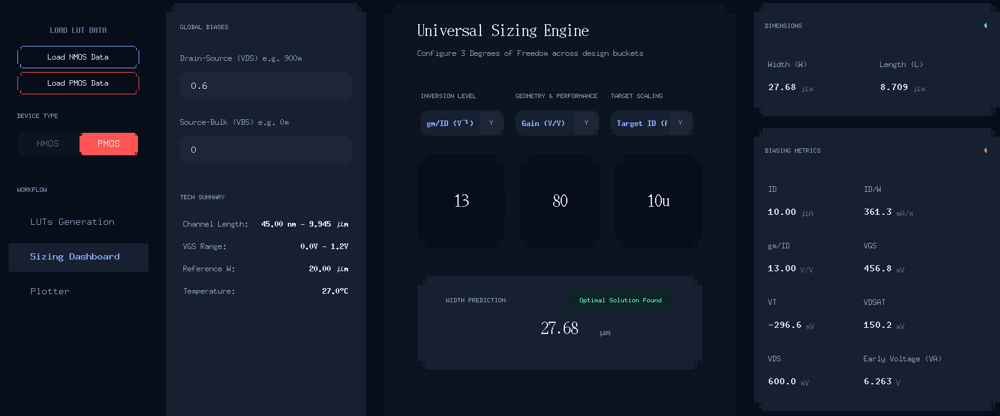 LOAD LUT DATA
Load NMOS Data
Load PMOS Data
DEVICE TYPE
NMOS PMOS
WORKFLOW
LUTs Generation
Sizing Dashboard
Plotter
GLOBAL BIASES
Drain-Source (VDS) e.g. 900m
0.6
Source-Bulk (VBS) e.g. 0m
0
TECH SUMMARY
Channel Length: 45.00 nm - 9.945 μm
VGS Range: 0.0V - 1.2V
Reference W: 20.00 μm
Temperature: 27.0°C
Universal Sizing Engine
Configure 3 Degrees of Freedom across design buckets
INVERSION LEVEL GEOMETRY & PERFORMANCE TARGET SCALING
gm/ID (V⁻¹) Y Gain (V/V) Y Target ID (F Y
13 80 10u
WIDTH PREDICTION Optimal Solution Found
27.68 μm
DIMENSIONS
Width (W) Length (L)
27.68 μm 8.709 μm
BIASING METRICS
ID ID/W
10.00 μA 361.3 mA/m
gm/ID VGS
13.00 V/V 456.8 mV
VT VDSAT
-296.6 mV 150.2 mV
VDS Early Voltage (VA)
600.0 mV 6.263 V